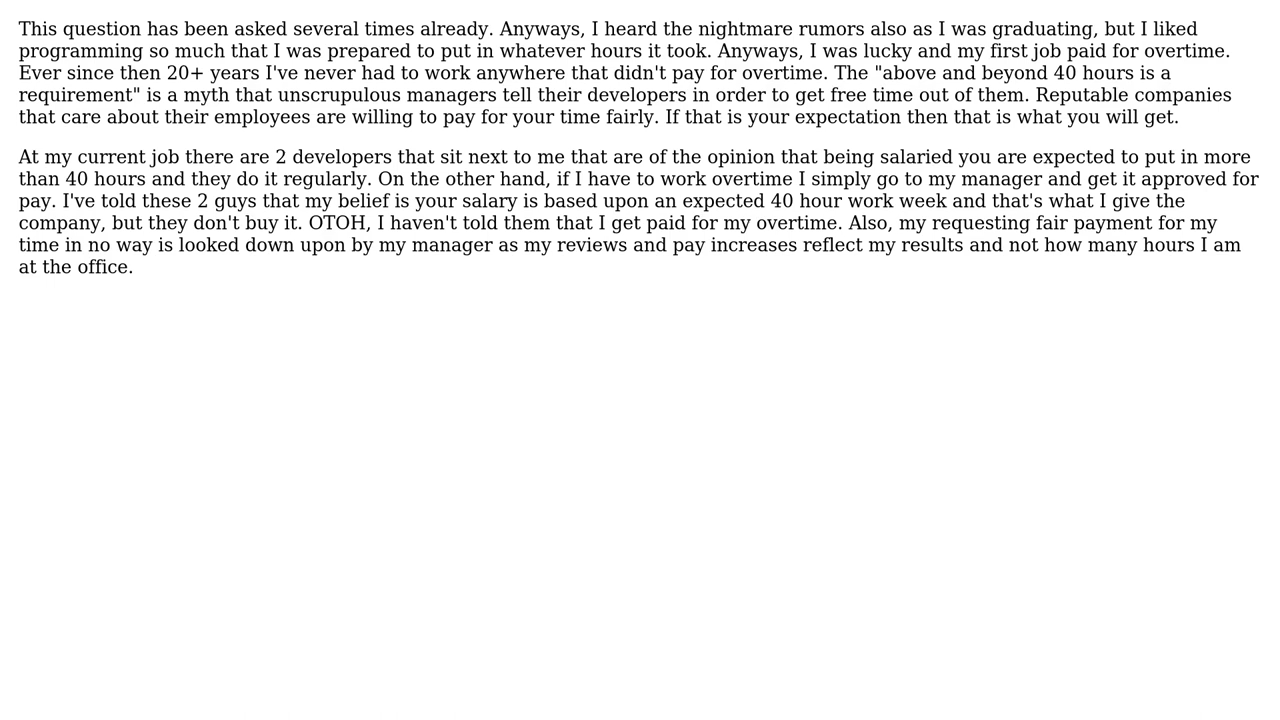 This question has been asked several times already. Anyways, I heard the nightmare rumors also as I was graduating, but I liked
programming so much that I was prepared to put in whatever hours it took. Anyways, I was lucky and my first job paid for overtime.
Ever since then 20+ years I've never had to work anywhere that didn't pay for overtime. The "above and beyond 40 hours is a
requirement" is a myth that unscrupulous managers tell their developers in order to get free time out of them. Reputable companies
that care about their employees are willing to pay for your time fairly. If that is your expectation then that is what you will get.
At my current job there are 2 developers that sit next to me that are of the opinion that being salaried you are expected to put in more
than 40 hours and they do it regularly. On the other hand, if I have to work overtime I simply go to my manager and get it approved for
pay. I've told these 2 guys that my belief is your salary is based upon an expected 40 hour work week and that's what I give the
company, but they don't buy it. OTOH, I haven't told them that I get paid for my overtime. Also, my requesting fair payment for my
time in no way is looked down upon by my manager as my reviews and pay increases reflect my results and not how many hours I am
at the office.